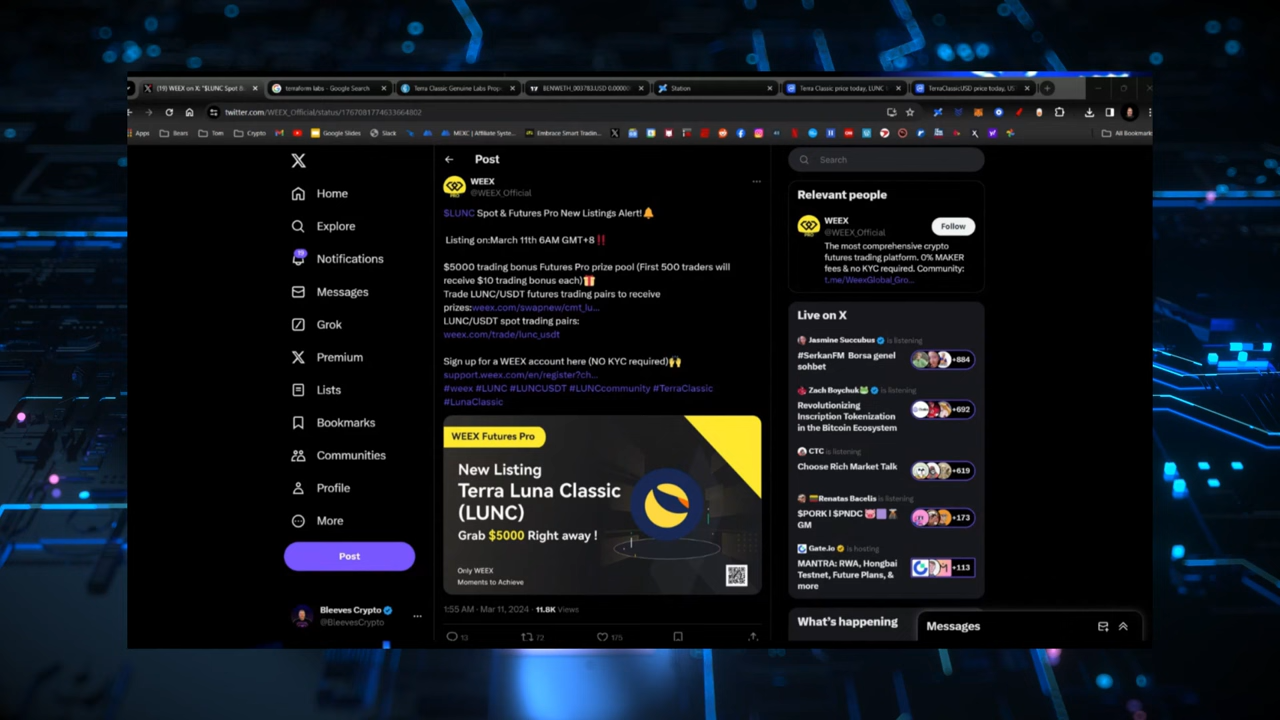 (19) WEEX on X: "$LUNC Spot &
terraform labs - Google Search
Terra Classic Genuine Labs Prop
BLNWETH_003783.USD 0.0000
Station
Terra Classic price today, LUNC
TerraClassicUSD price today, US
twitter.com/WEEX_Official/status/1767081774633664802
Apps
Bears
Tom
Crypto
Google Slides
Slack
MEXC | Affiliate Syste...
Embrace Smart Tradin...
All Bookmark
Home
Explore
19
Notifications
Messages
Grok
Premium
Lists
Bookmarks
Communities
Profile
More
Post
Bleeves Crypto
@BleevesCrypto
Post
WEEX
@WEEX_Official
$LUNC Spot & Futures Pro New Listings Alert!🔔
Listing on:March 11th 6AM GMT+8‼️
$5000 trading bonus Futures Pro prize pool (First 500 traders will
receive $10 trading bonus each)🎁
Trade LUNC/USDT futures trading pairs to receive
prizes:weex.com/swapnew/cmt_lu...
LUNC/USDT spot trading pairs:
weex.com/trade/lunc_usdt
Sign up for a WEEX account here (NO KYC required)🙌
support.weex.com/en/register?ch...
#weex #LUNC #LUNCUSDT #LUNCcommunity #TerraClassic
#LunaClassic
WEEX Futures Pro
New Listing
Terra Luna Classic
(LUNC)
Grab $5000 Right away !
Only WEEX
Moments to Achieve
1:55 AM · Mar 11, 2024 · 11.8K Views
13
72
175
Search
Relevant people
WEEX
@WEEX_Official
Follow
The most comprehensive crypto
futures trading platform. 0% MAKER
fees & no KYC required. Community:
t.me/WeexGlobal_Gro...
Live on X
Jasmine Succubus is listening
#SerkanFM Borsa genel
sohbet
+884
Zach Boychuk is listening
Revolutionizing
Inscription Tokenization
in the Bitcoin Ecosystem
+692
CTC is listening
Choose Rich Market Talk
+619
Renatas Bacelis is listening
$PORK | $PNDC
GM
+173
Gate.io is hosting
MANTRA: RWA, Hongbai
Testnet, Future Plans, &
more
+113
What's happening
Messages